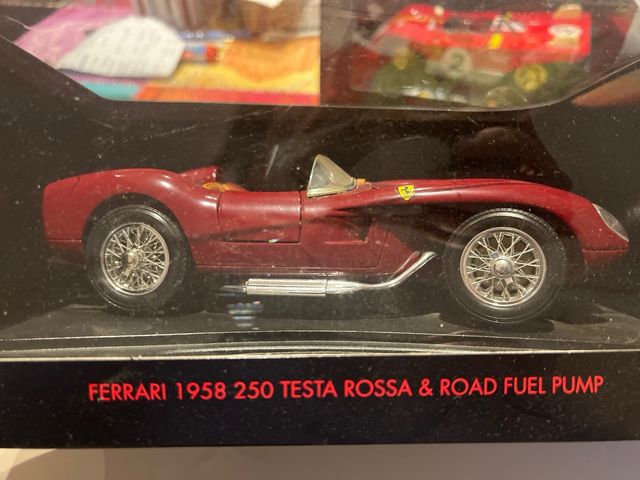 FERRARI 1958 250 TESTA ROSSA & ROAD FUEL PUMP